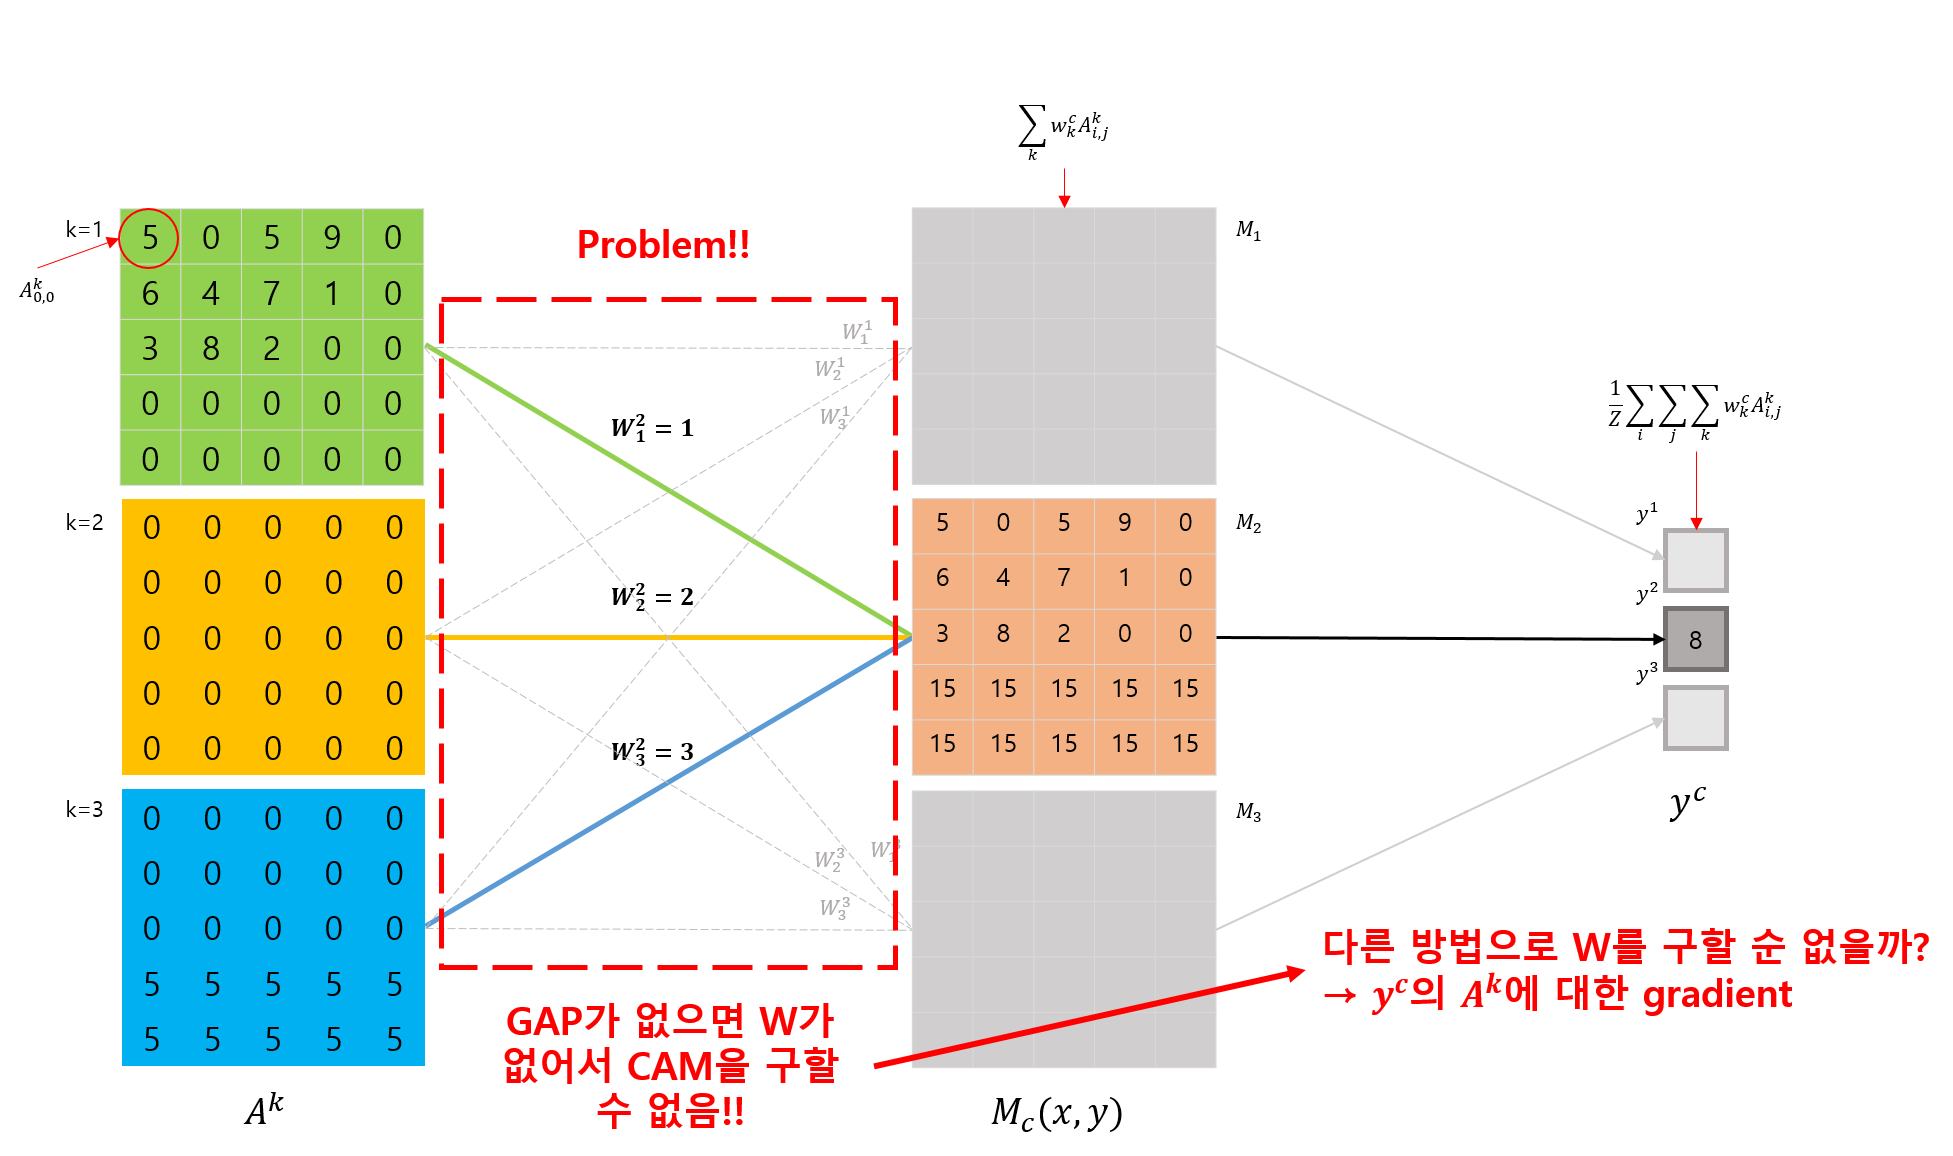 ∑_k w_k^c A_{i,j}^k
k=1
5 0 5 9 0
6 4 7 1 0
3 8 2 0 0
0 0 0 0 0
0 0 0 0 0
A_{0,0}^k
Problem!!
W_1^1
W_2^1
W_3^1
W_1^2 = 1
W_2^2 = 2
W_3^2 = 3
W_1^3
W_2^3
W_3^3
k=2
0 0 0 0 0
0 0 0 0 0
0 0 0 0 0
0 0 0 0 0
0 0 0 0 0
k=3
0 0 0 0 0
0 0 0 0 0
0 0 0 0 0
5 5 5 5 5
5 5 5 5 5
A^k
GAP가 없으면 W가
없어서 CAM을 구할
수 없음!!
M_1
M_2
5 0 5 9 0
6 4 7 1 0
3 8 2 0 0
15 15 15 15 15
15 15 15 15 15
M_3
M_c(x, y)
1/Z ∑_i ∑_j ∑_k w_k^c A_{i,j}^k
y^1
y^2
8
y^3
y^c
다른 방법으로 W를 구할 순 없을까?
→ y^c의 A^k에 대한 gradient